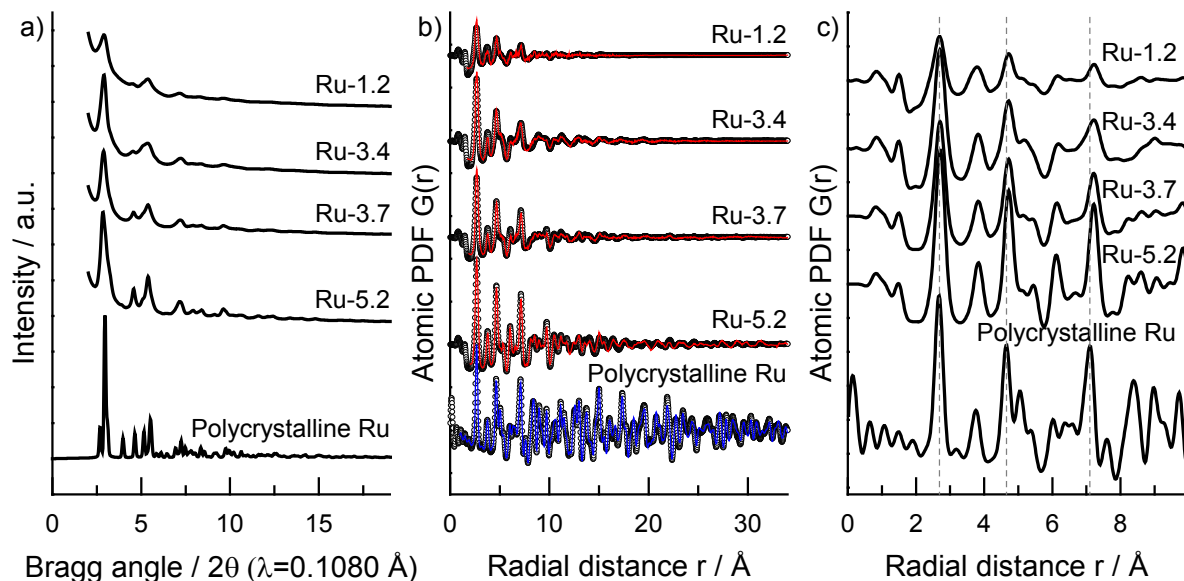 a)
Ru-1.2
Ru-3.4
Ru-3.7
Ru-5.2
Polycrystalline Ru
Intensity / a.u.
0 5 10 15
Bragg angle / 2θ (λ=0.1080 Å)
b)
Ru-1.2
Ru-3.4
Ru-3.7
Ru-5.2
Polycrystalline Ru
Atomic PDF G(r)
0 10 20 30
Radial distance r / Å
c)
Ru-1.2
Ru-3.4
Ru-3.7
Ru-5.2
Polycrystalline Ru
Atomic PDF G(r)
0 2 4 6 8
Radial distance r / Å